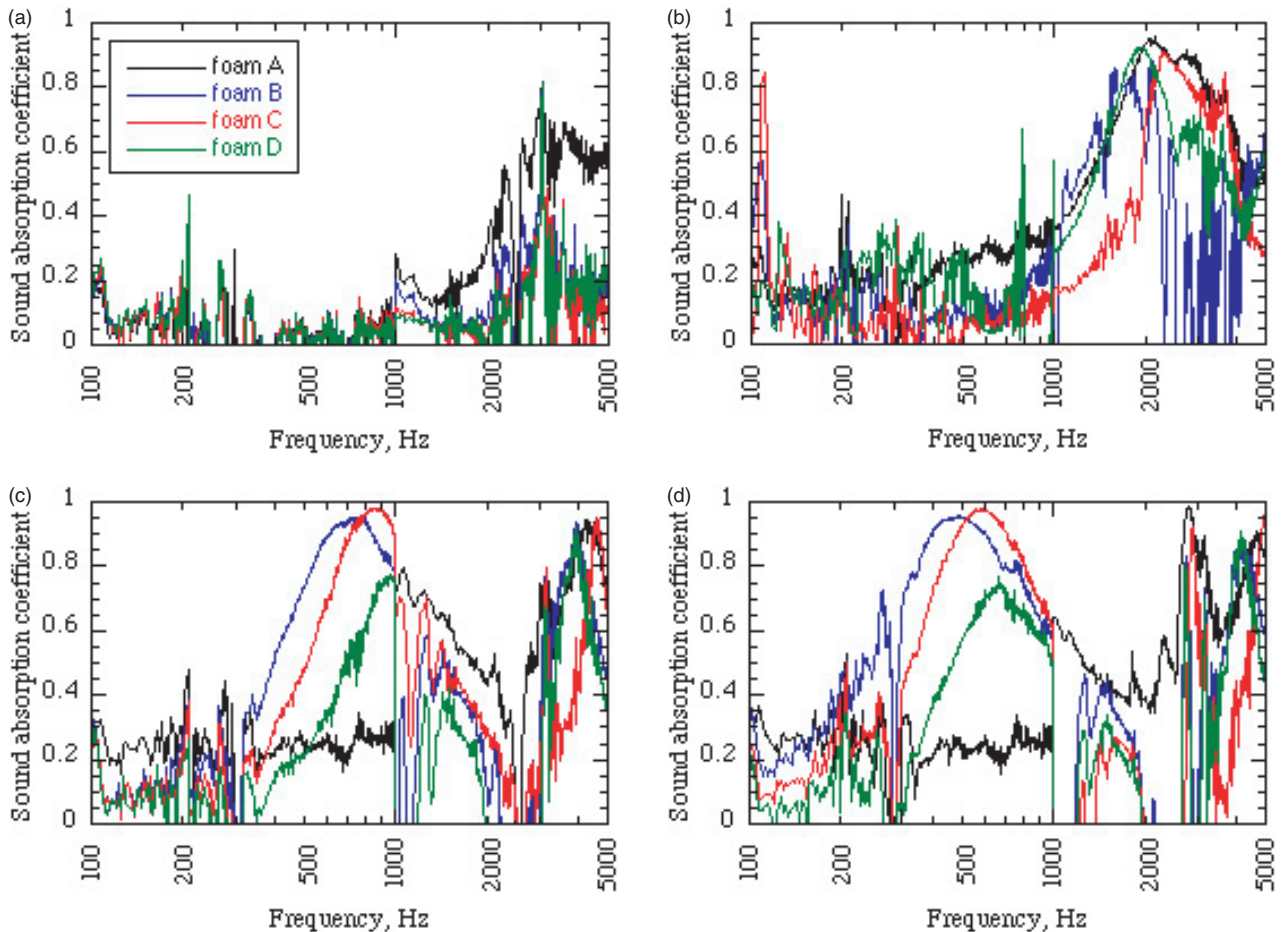 (a)
Sound absorption coefficient
1
0.8
0.6
0.4
0.2
0
foam A
foam B
foam C
foam D
100 200 500 1000 2000 5000
Frequency, Hz
(b)
Sound absorption coefficient
1
0.8
0.6
0.4
0.2
0
100 200 500 1000 2000 5000
Frequency, Hz
(c)
Sound absorption coefficient
1
0.8
0.6
0.4
0.2
0
100 200 500 1000 2000 5000
Frequency, Hz
(d)
Sound absorption coefficient
1
0.8
0.6
0.4
0.2
0
100 200 500 1000 2000 5000
Frequency, Hz